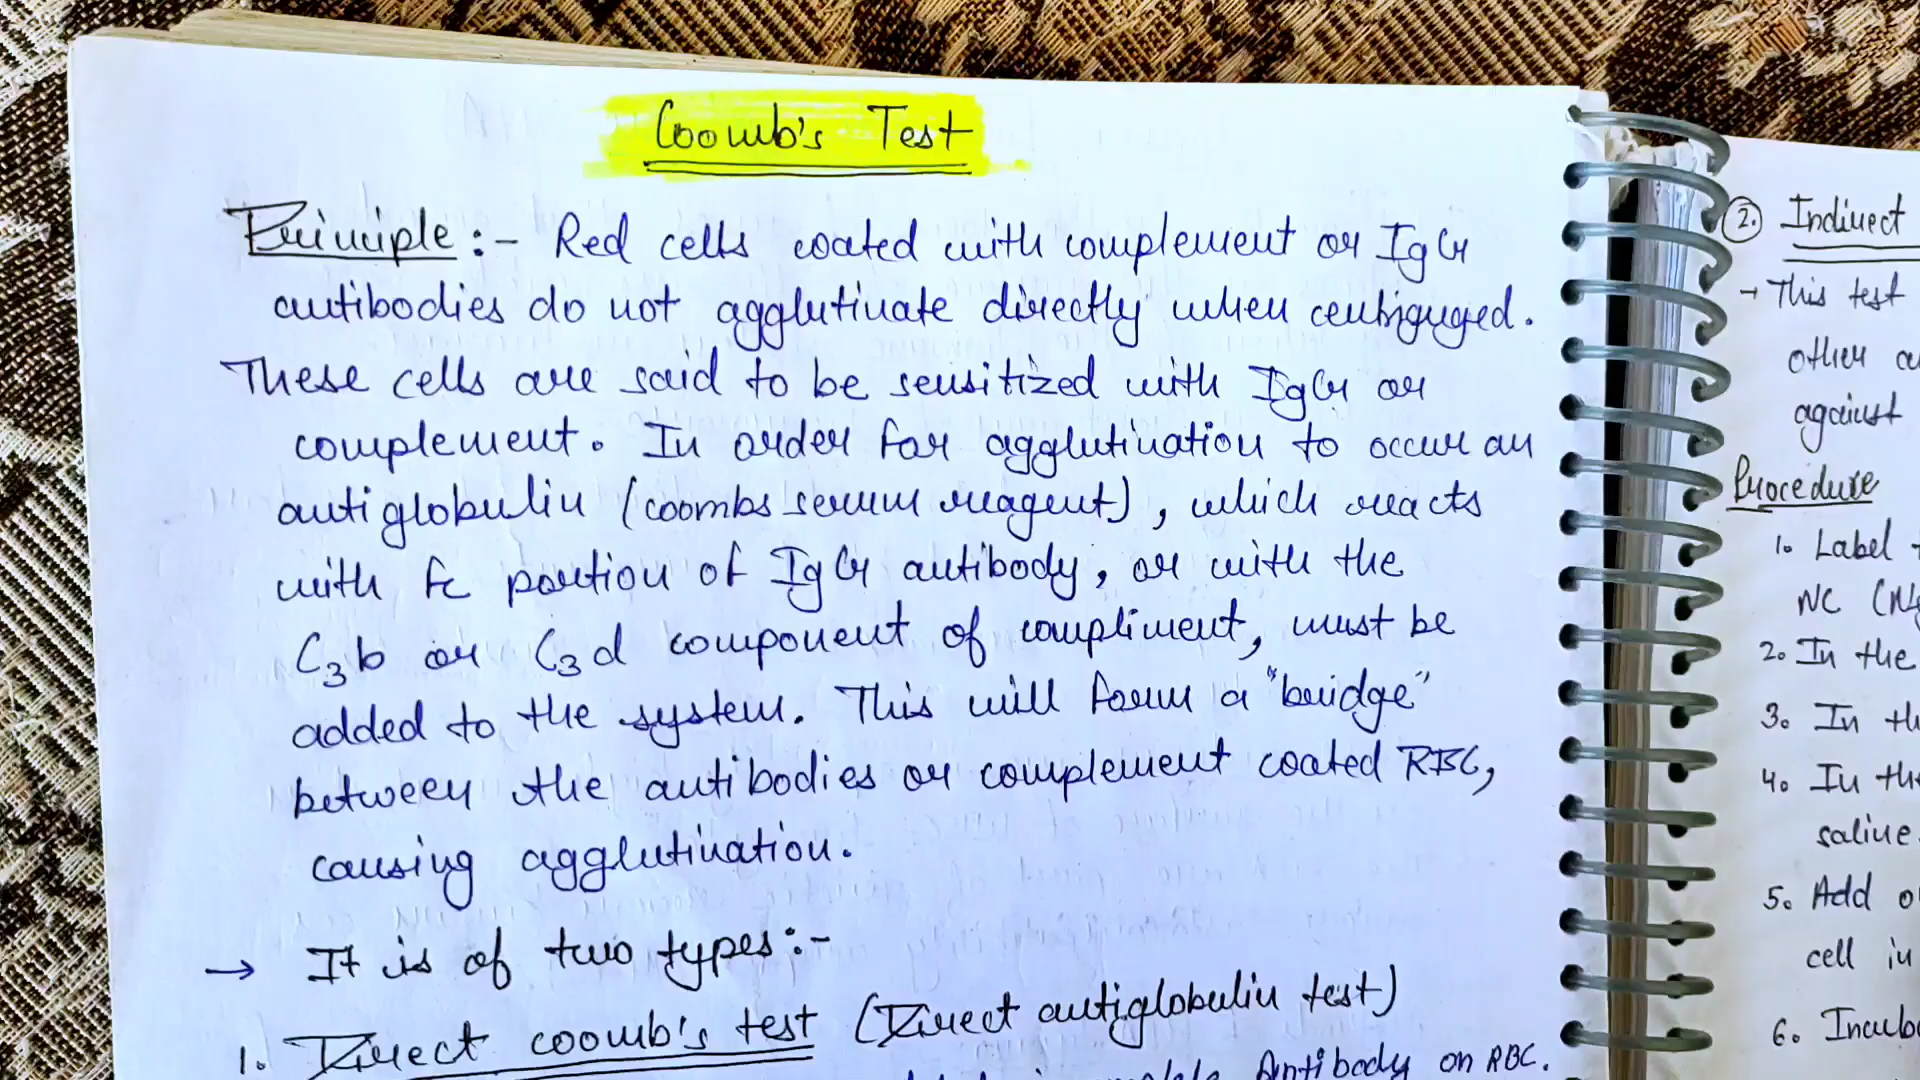 Coomb's Test
Principle :- Red cells coated with complement or IgG
antibodies do not agglutinate directly when centrifuged.
These cells are said to be sensitized with IgG or
complement. In order for agglutination to occur an
antiglobulin (coombs serum reagent), which reacts
with fc portion of IgG antibody, or with the
C3b or C3d component of compliment, must be
added to the system. This will form a "bridge"
between the antibodies or complement coated RBC,
causing agglutination.
→ It is of two types:-
1. Direct coomb's test (Direct antiglobulin test)
Antibody on RBC.
2. Indirect
→ This test
other
against
Procedure
1. Label
NC
2. In the
3. In
4. In
saline.
5. Add
cell in
6.